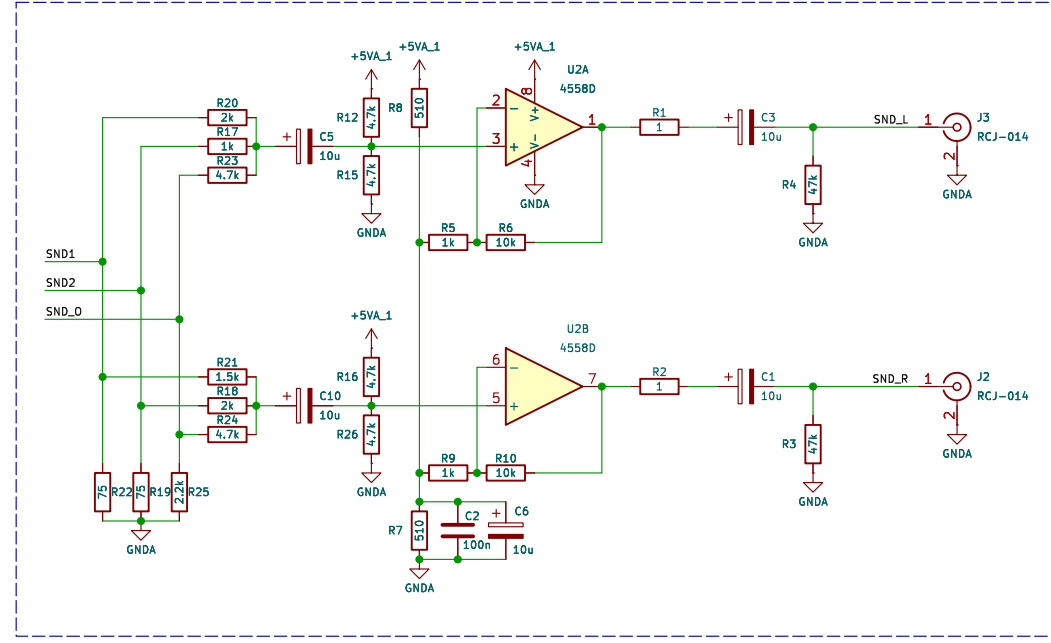 +5VA_1
+5VA_1
+5VA_1
U2A
4558D
R20
2k
R17
1k
R23
4.7k
+
C5
10u
R12
4.7k
R15
4.7k
GNDA
R8
510
2
3
8
V+
V-
4
1
-
+
GNDA
R1
1
+
C3
10u
SND_L
1
2
J3
RCJ-014
GNDA
R4
47k
GNDA
R5
1k
R6
10k
SND1
SND2
SND_O
+5VA_1
U2B
4558D
R21
1.5k
R18
2k
R24
4.7k
+
C10
10u
R16
4.7k
R26
4.7k
GNDA
6
5
7
-
+
R2
1
+
C1
10u
SND_R
1
2
J2
RCJ-014
GNDA
R3
47k
GNDA
R9
1k
R10
10k
75
R22
75
R19
2.2k
R25
GNDA
R7
510
C2
100n
+
C6
10u
GNDA